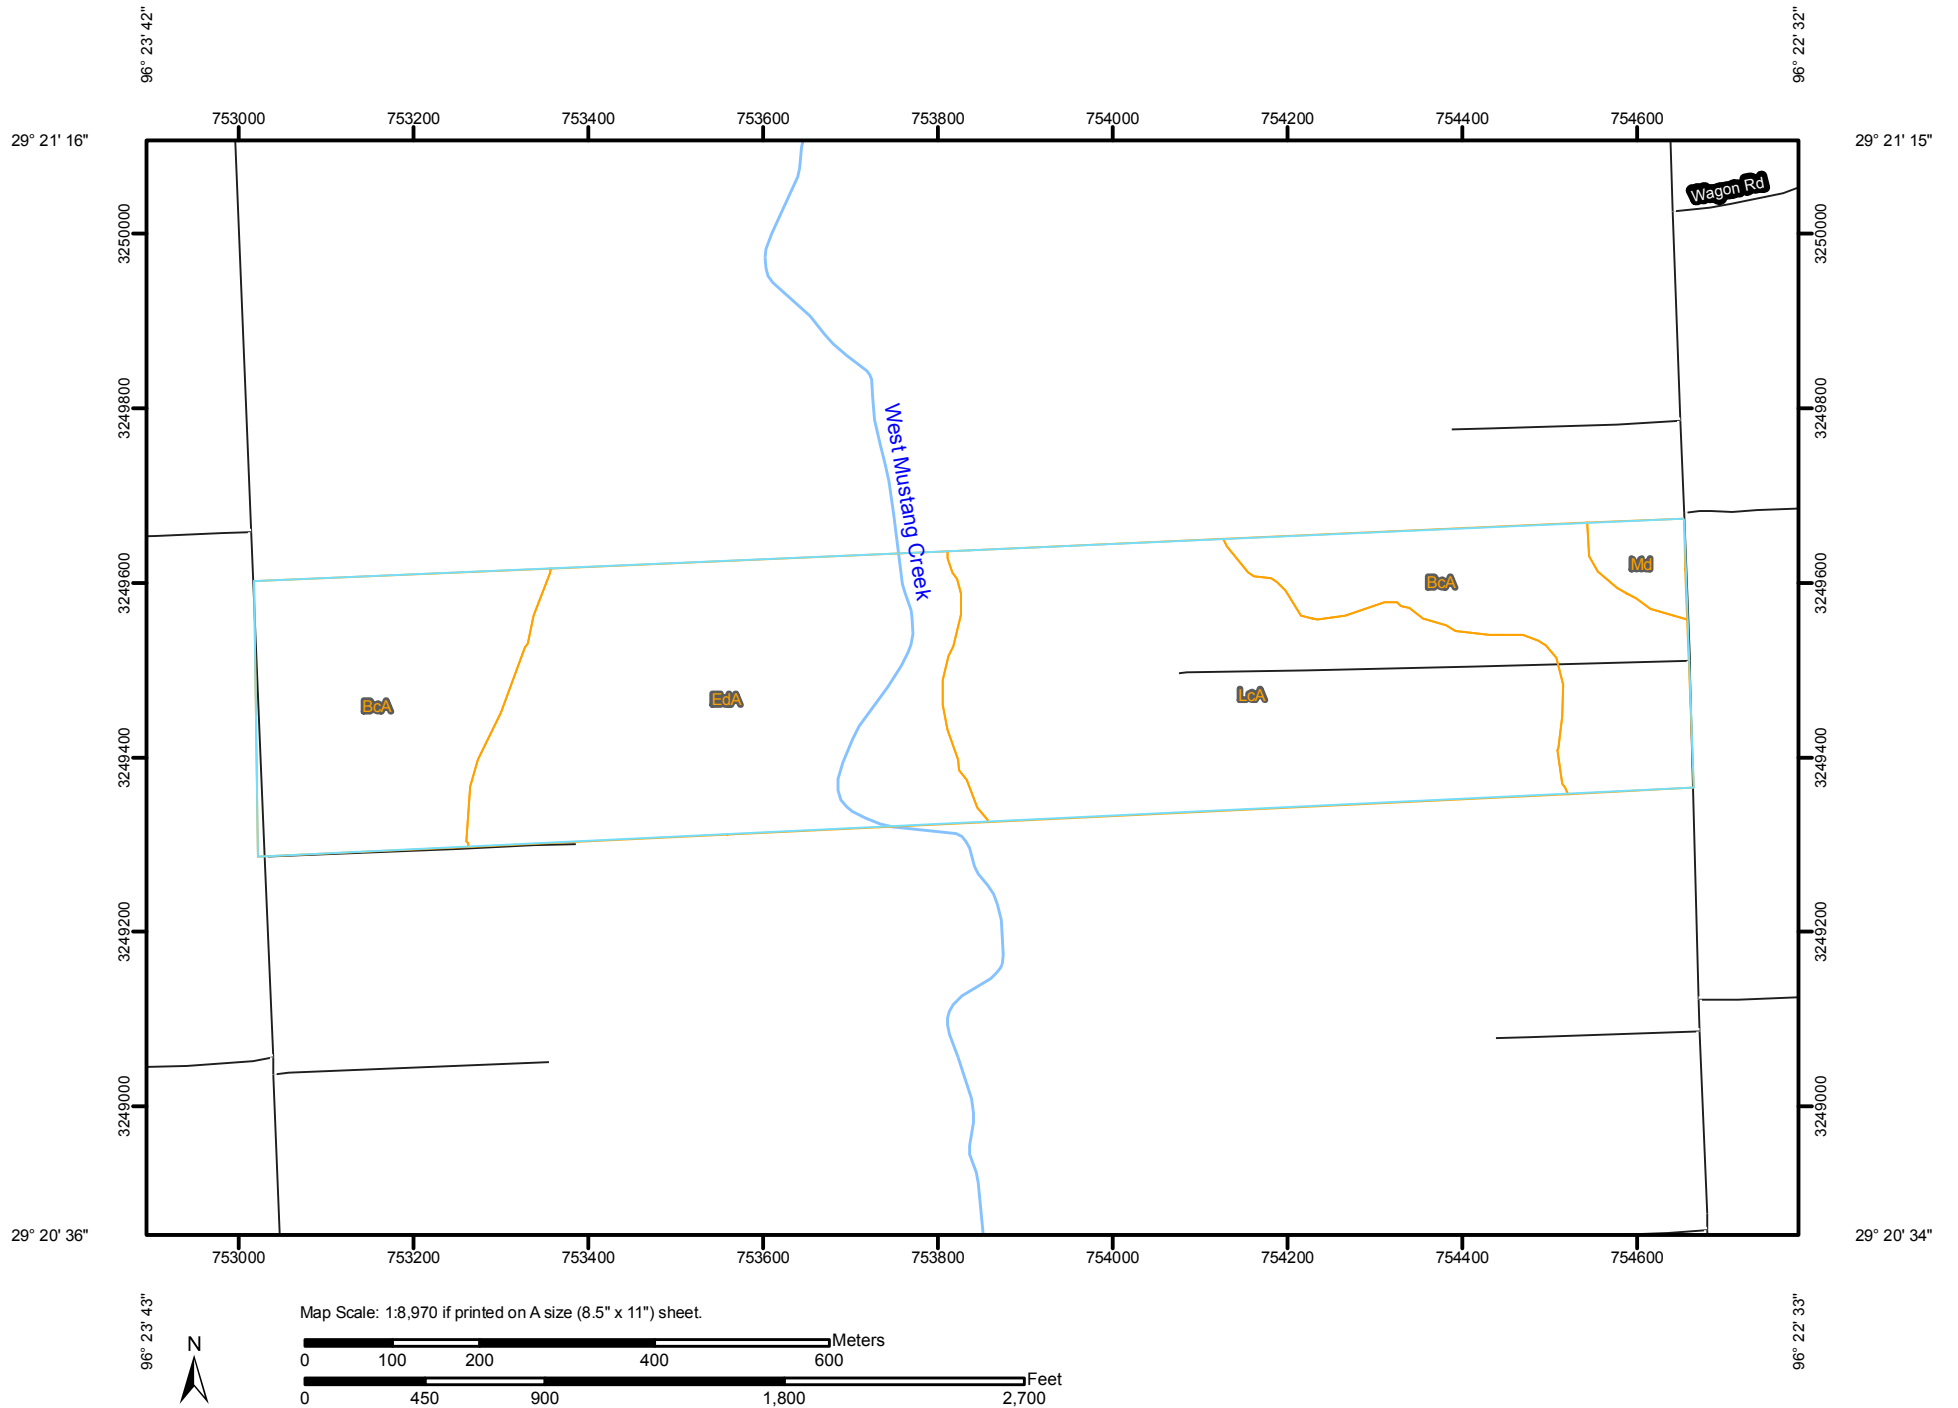 96° 23' 42"
96° 22' 32"
753000 753200 753400 753600 753800 754000 754200 754400 754600
29° 21' 16"
29° 21' 15"
Wagon Rd
3250000
3250000
3249800
3249800
West Mustang Creek
3249600
3249600
Md
BcA
BcA
EdA
LcA
3249400
3249400
3249200
3249200
3249000
3249000
29° 20' 36"
29° 20' 34"
753000 753200 753400 753600 753800 754000 754200 754400 754600
96° 23' 43"
96° 22' 33"
Map Scale: 1:8,970 if printed on A size (8.5" x 11") sheet.
N
Meters
0 100 200 400 600
Feet
0 450 900 1,800 2,700